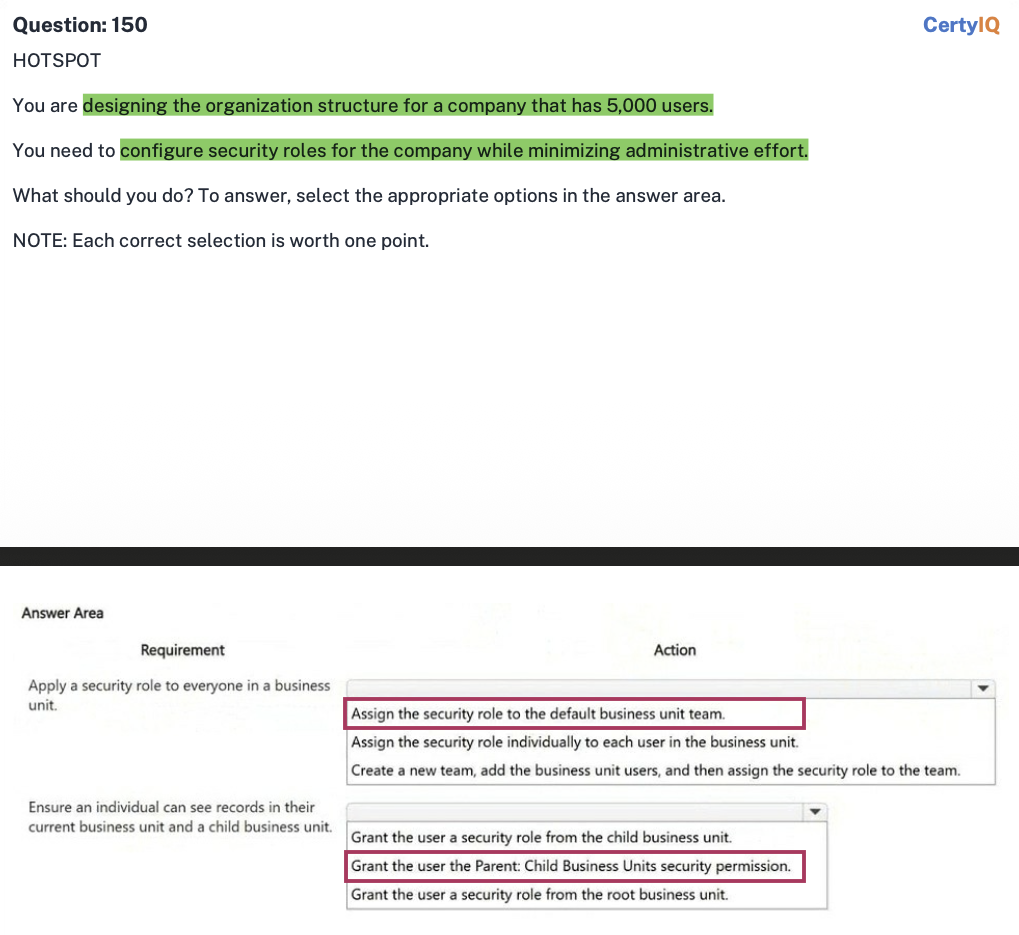 Question: 150
CertyIQ
HOTSPOT
You are designing the organization structure for a company that has 5,000 users.
You need to configure security roles for the company while minimizing administrative effort.
What should you do? To answer, select the appropriate options in the answer area.
NOTE: Each correct selection is worth one point.
Answer Area
Requirement
Action
Apply a security role to everyone in a business
unit.
Assign the security role to the default business unit team.
Assign the security role individually to each user in the business unit.
Create a new team, add the business unit users, and then assign the security role to the team.
Ensure an individual can see records in their
current business unit and a child business unit.
Grant the user a security role from the child business unit.
Grant the user the Parent: Child Business Units security permission.
Grant the user a security role from the root business unit.